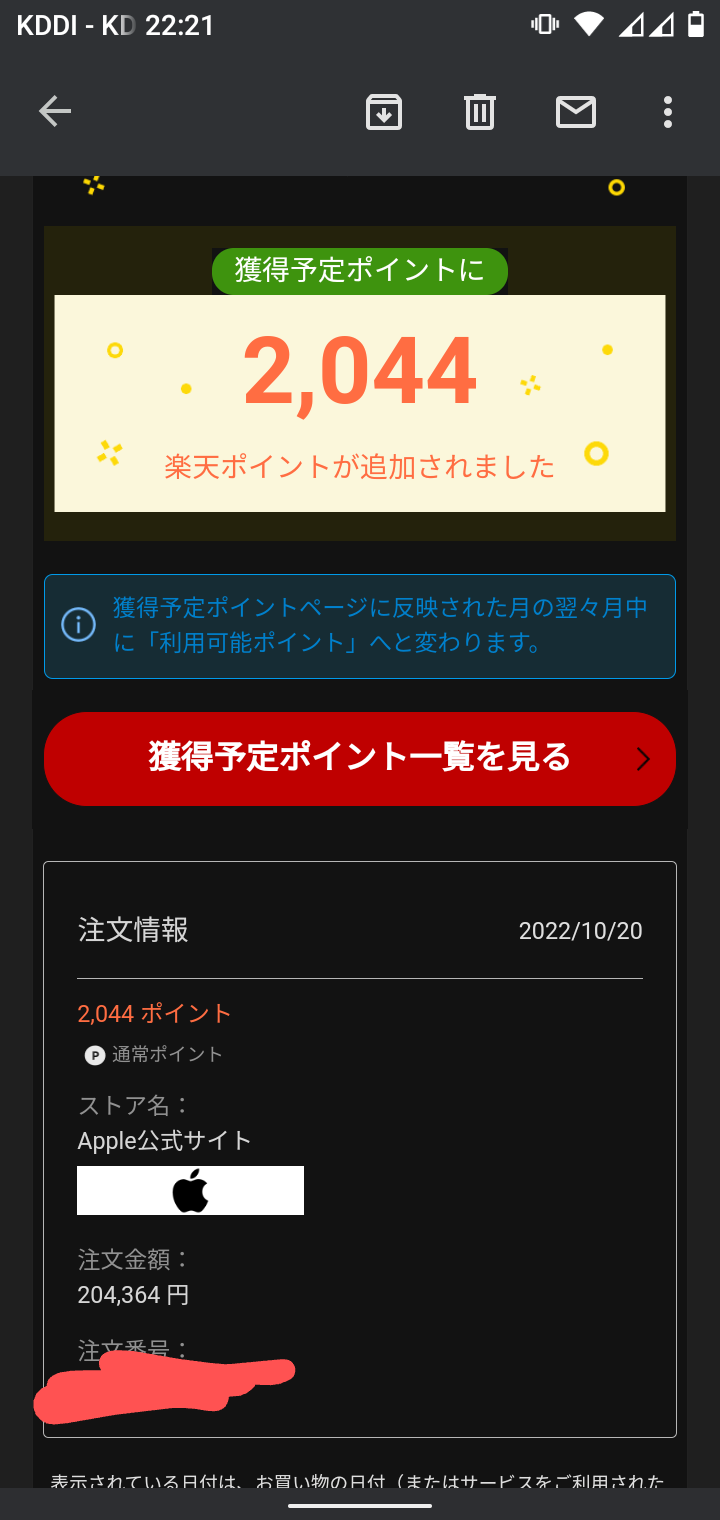 KDDI - KD 22:21
獲得予定ポイントに
2,044
楽天ポイントが追加されました
獲得予定ポイントページに反映された月の翌々月中
に「利用可能ポイント」へと変わります。
獲得予定ポイント一覧を見る
注文情報 2022/10/20
2,044 ポイント
P 通常ポイント
ストア名：
Apple公式サイト
注文金額：
204,364 円
注文番号：
表示されている日付は、お買い物の日付（またはサービスをご利用された